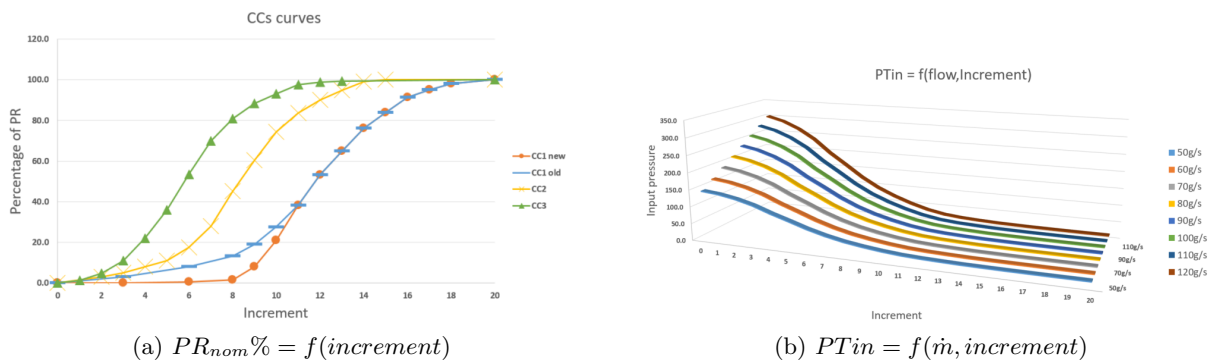 CCs curves
120.0
100.0
80.0
60.0
40.0
20.0
0.0
Percentage of PR
0 2 4 6 8 10 12 14 16 18 20
Increment
CC1 new
CC1 old
CC2
CC3
(a) PR_nom% = f(increment)
PTin = f(flow,Increment)
350.0
300.0
250.0
200.0
150.0
100.0
50.0
0.0
Input pressure
0 1 2 3 4 5 6 7 8 9 10 11 12 13 14 15 16 17 18 19 20
Increment
110g/s
90g/s
70g/s
50g/s
50g/s
60g/s
70g/s
80g/s
90g/s
100g/s
110g/s
120g/s
(b) PTin = f(ṁ, increment)